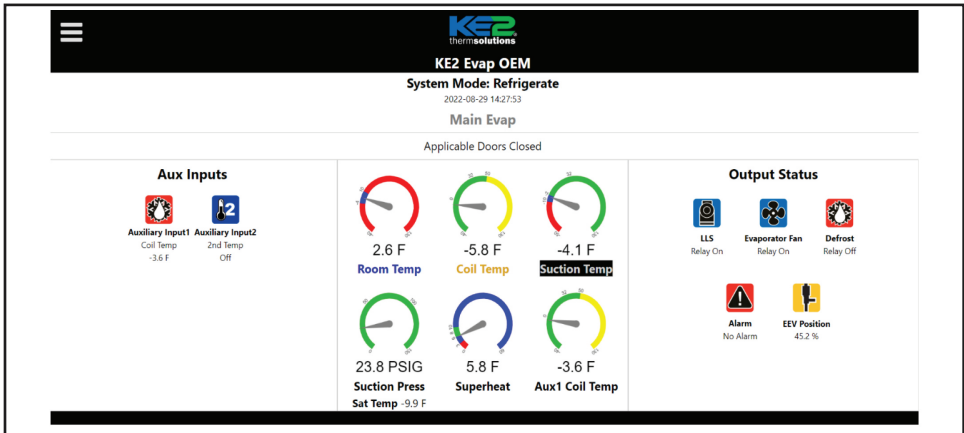 KE2
thermsolutions
KE2 Evap OEM
System Mode: Refrigerate
2022-08-29 14:27:53
Main Evap
Applicable Doors Closed
Aux Inputs
2
Auxiliary Input1 Auxiliary Input2
Coil Temp 2nd Temp
-3.6 F Off
2.6 F -5.8 F -4.1 F
Room Temp Coil Temp Suction Temp
23.8 PSIG 5.8 F -3.6 F
Suction Press Superheat Aux1 Coil Temp
Sat Temp -9.9 F
Output Status
LLS Evaporator Fan Defrost
Relay On Relay On Relay Off
Alarm EEV Position
No Alarm 45.2 %